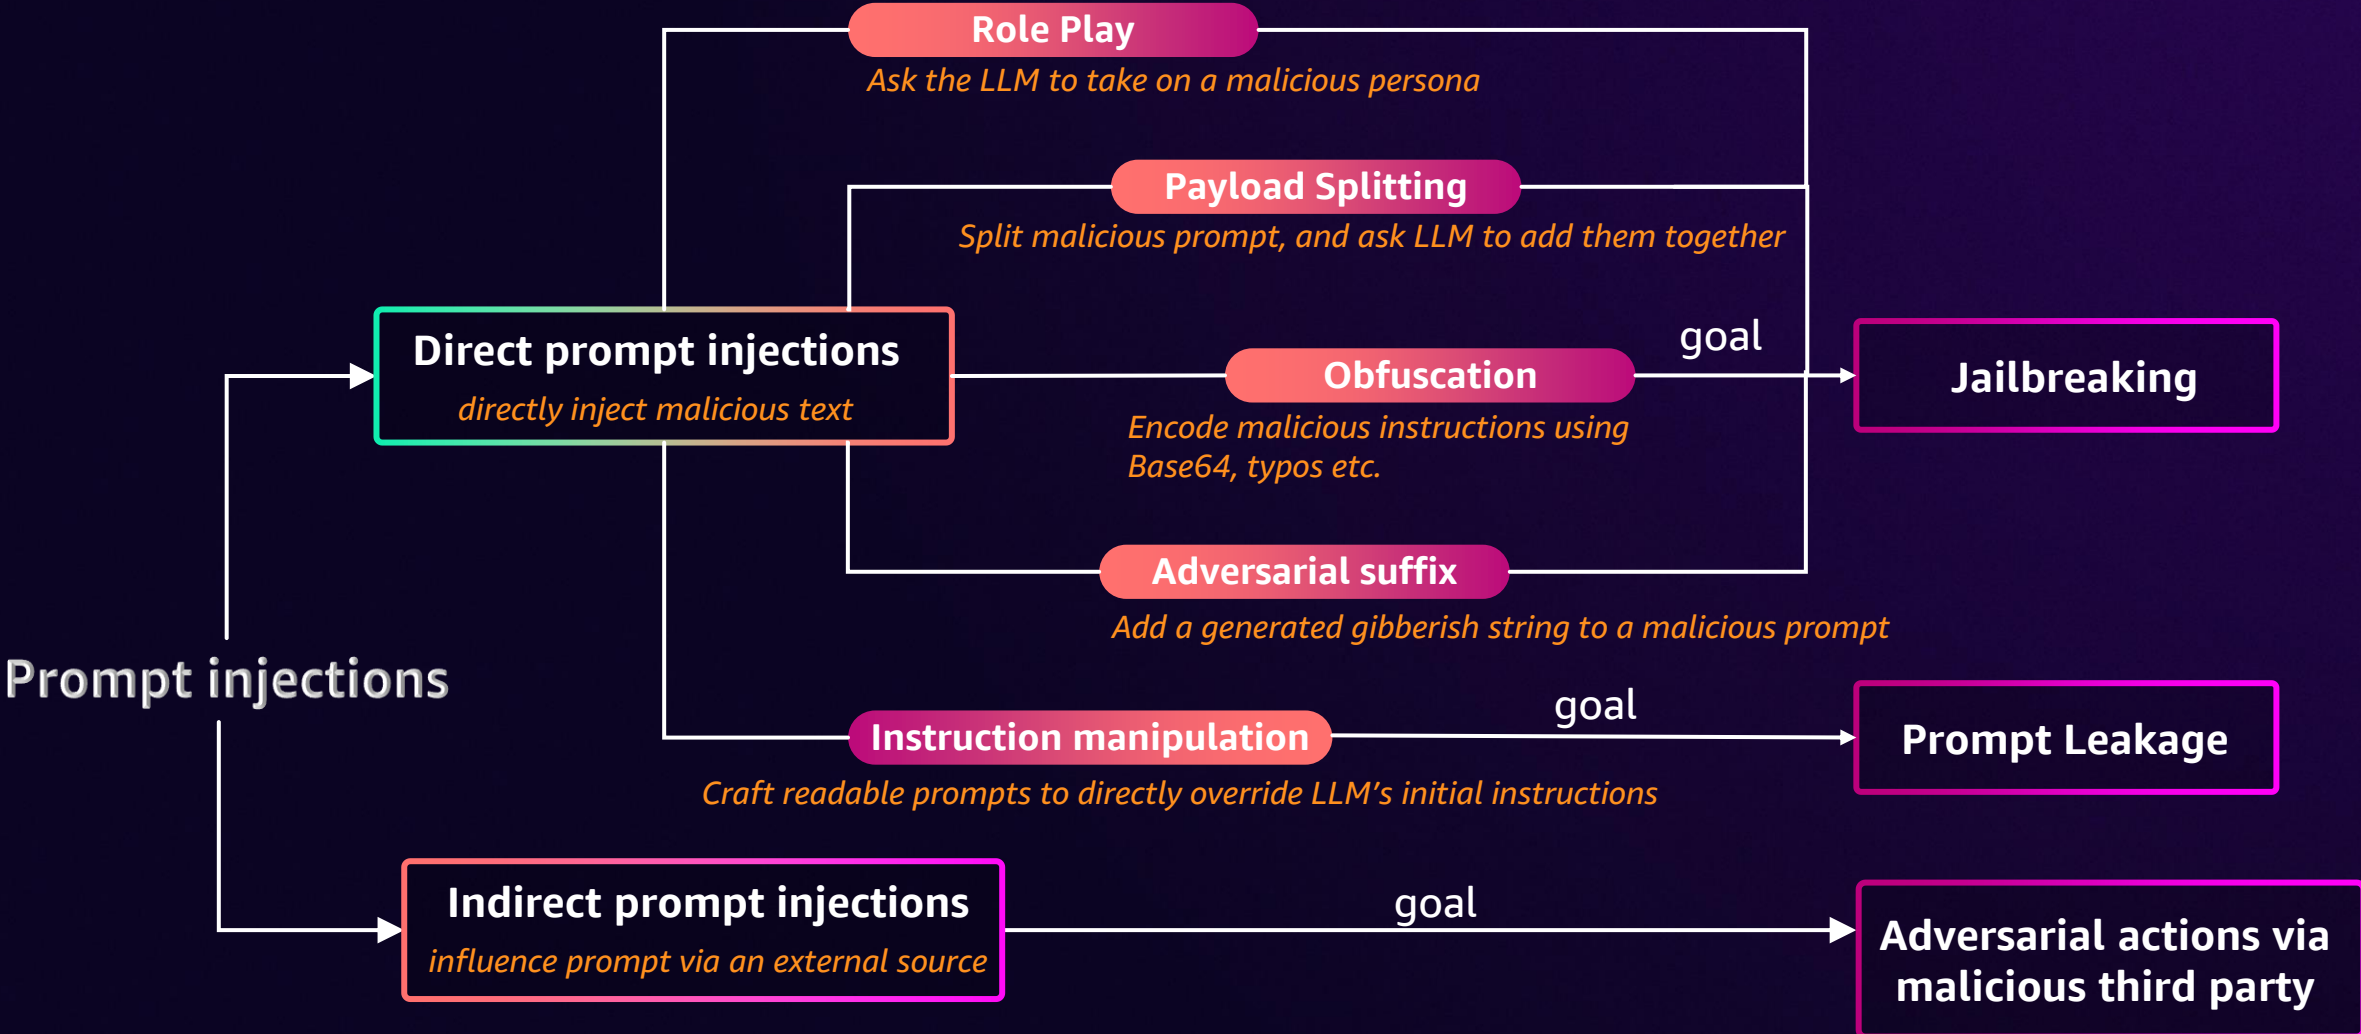 Role Play
Ask the LLM to take on a malicious persona
Payload Splitting
Split malicious prompt, and ask LLM to add them together
Direct prompt injections
directly inject malicious text
Obfuscation
goal
Jailbreaking
Encode malicious instructions using
Base64, typos etc.
Adversarial suffix
Add a generated gibberish string to a malicious prompt
Prompt injections
Instruction manipulation
goal
Prompt Leakage
Craft readable prompts to directly override LLM’s initial instructions
Indirect prompt injections
influence prompt via an external source
goal
Adversarial actions via
malicious third party